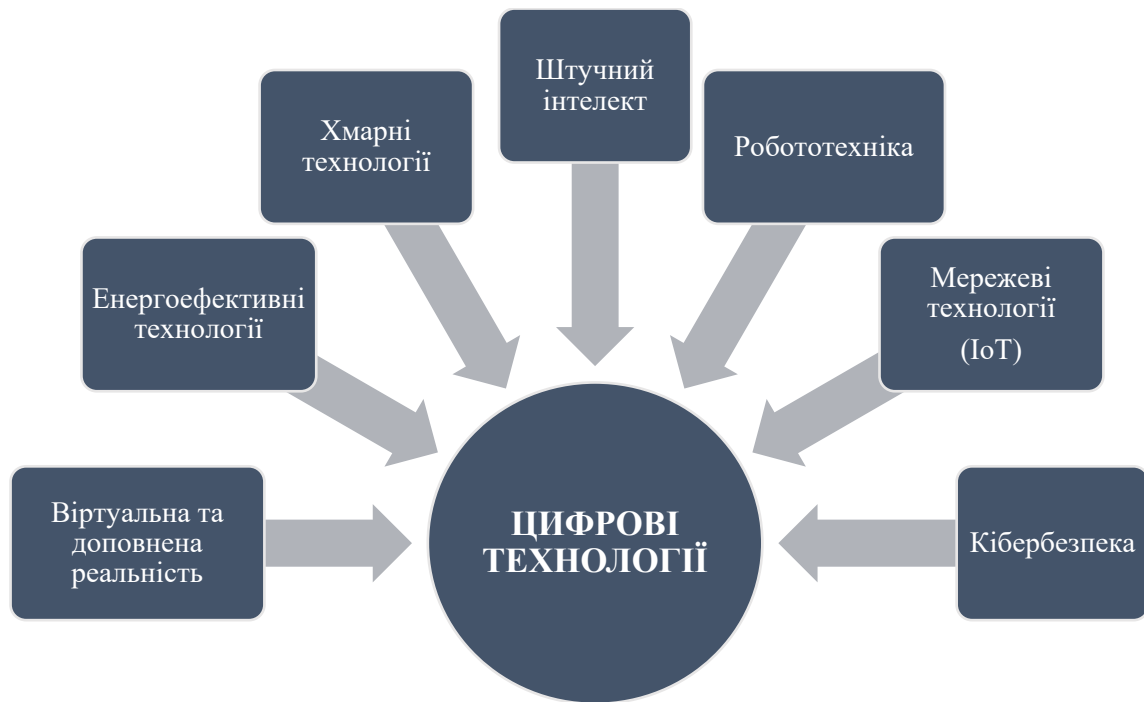 Штучний
інтелект
Хмарні
технології
Робототехніка
Енергоефективні
технології
Мережеві
технології
(IoT)
Віртуальна та
доповнена
реальність
ЦИФРОВІ
ТЕХНОЛОГІЇ
Кібербезпека